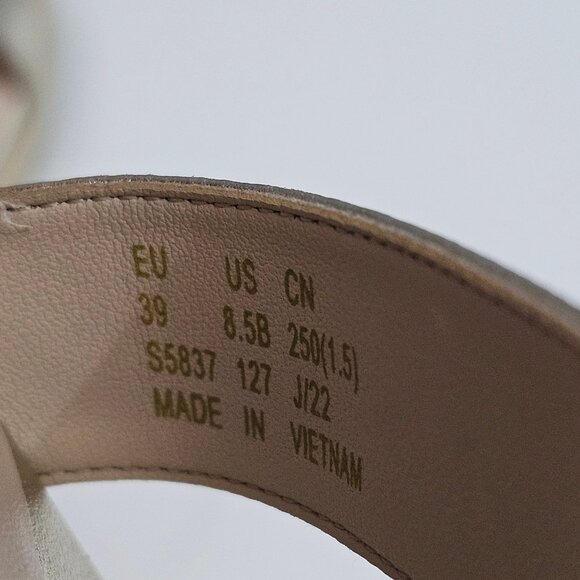 EU US CN
39 8.5B 250(1.5)
S5837 127 J/22
MADE IN VIETNAM